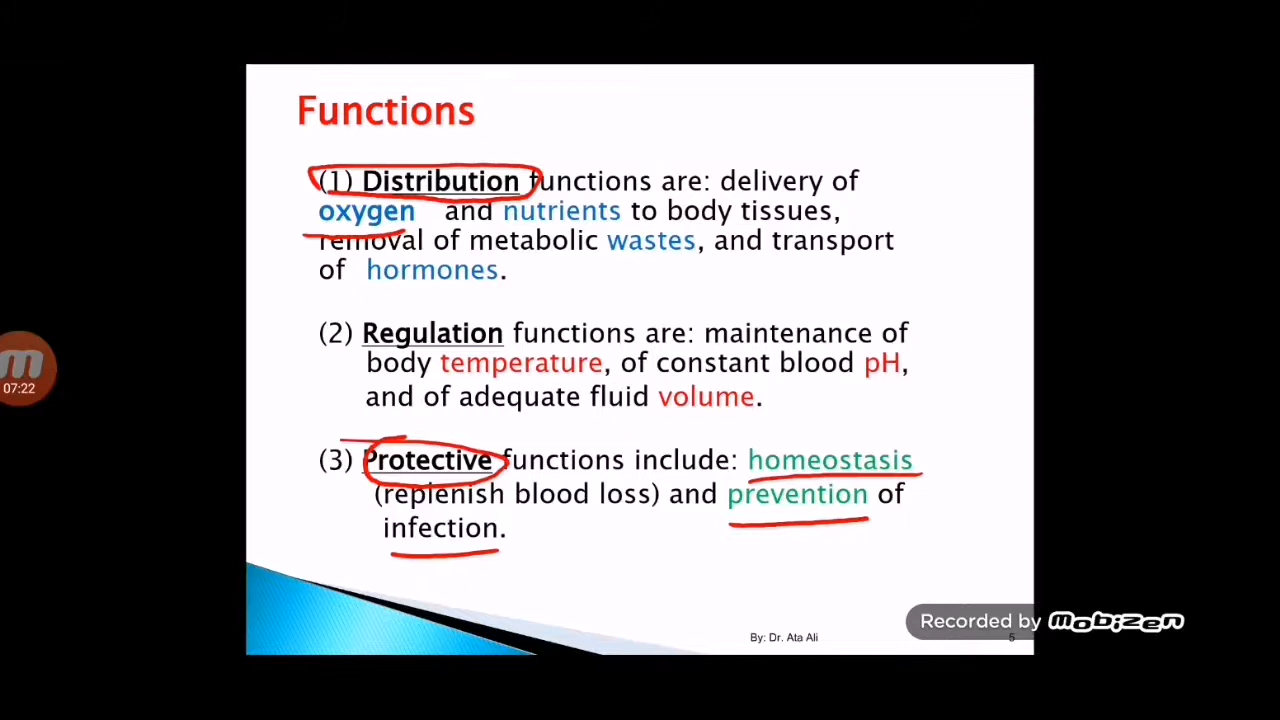 Functions
(1) Distribution functions are: delivery of
oxygen and nutrients to body tissues,
removal of metabolic wastes, and transport
of hormones.
(2) Regulation functions are: maintenance of
body temperature, of constant blood pH,
and of adequate fluid volume.
(3) Protective functions include: homeostasis
(replenish blood loss) and prevention of
infection.
M
07:22
Recorded by mobizen
By: Dr. Ata Ali
5